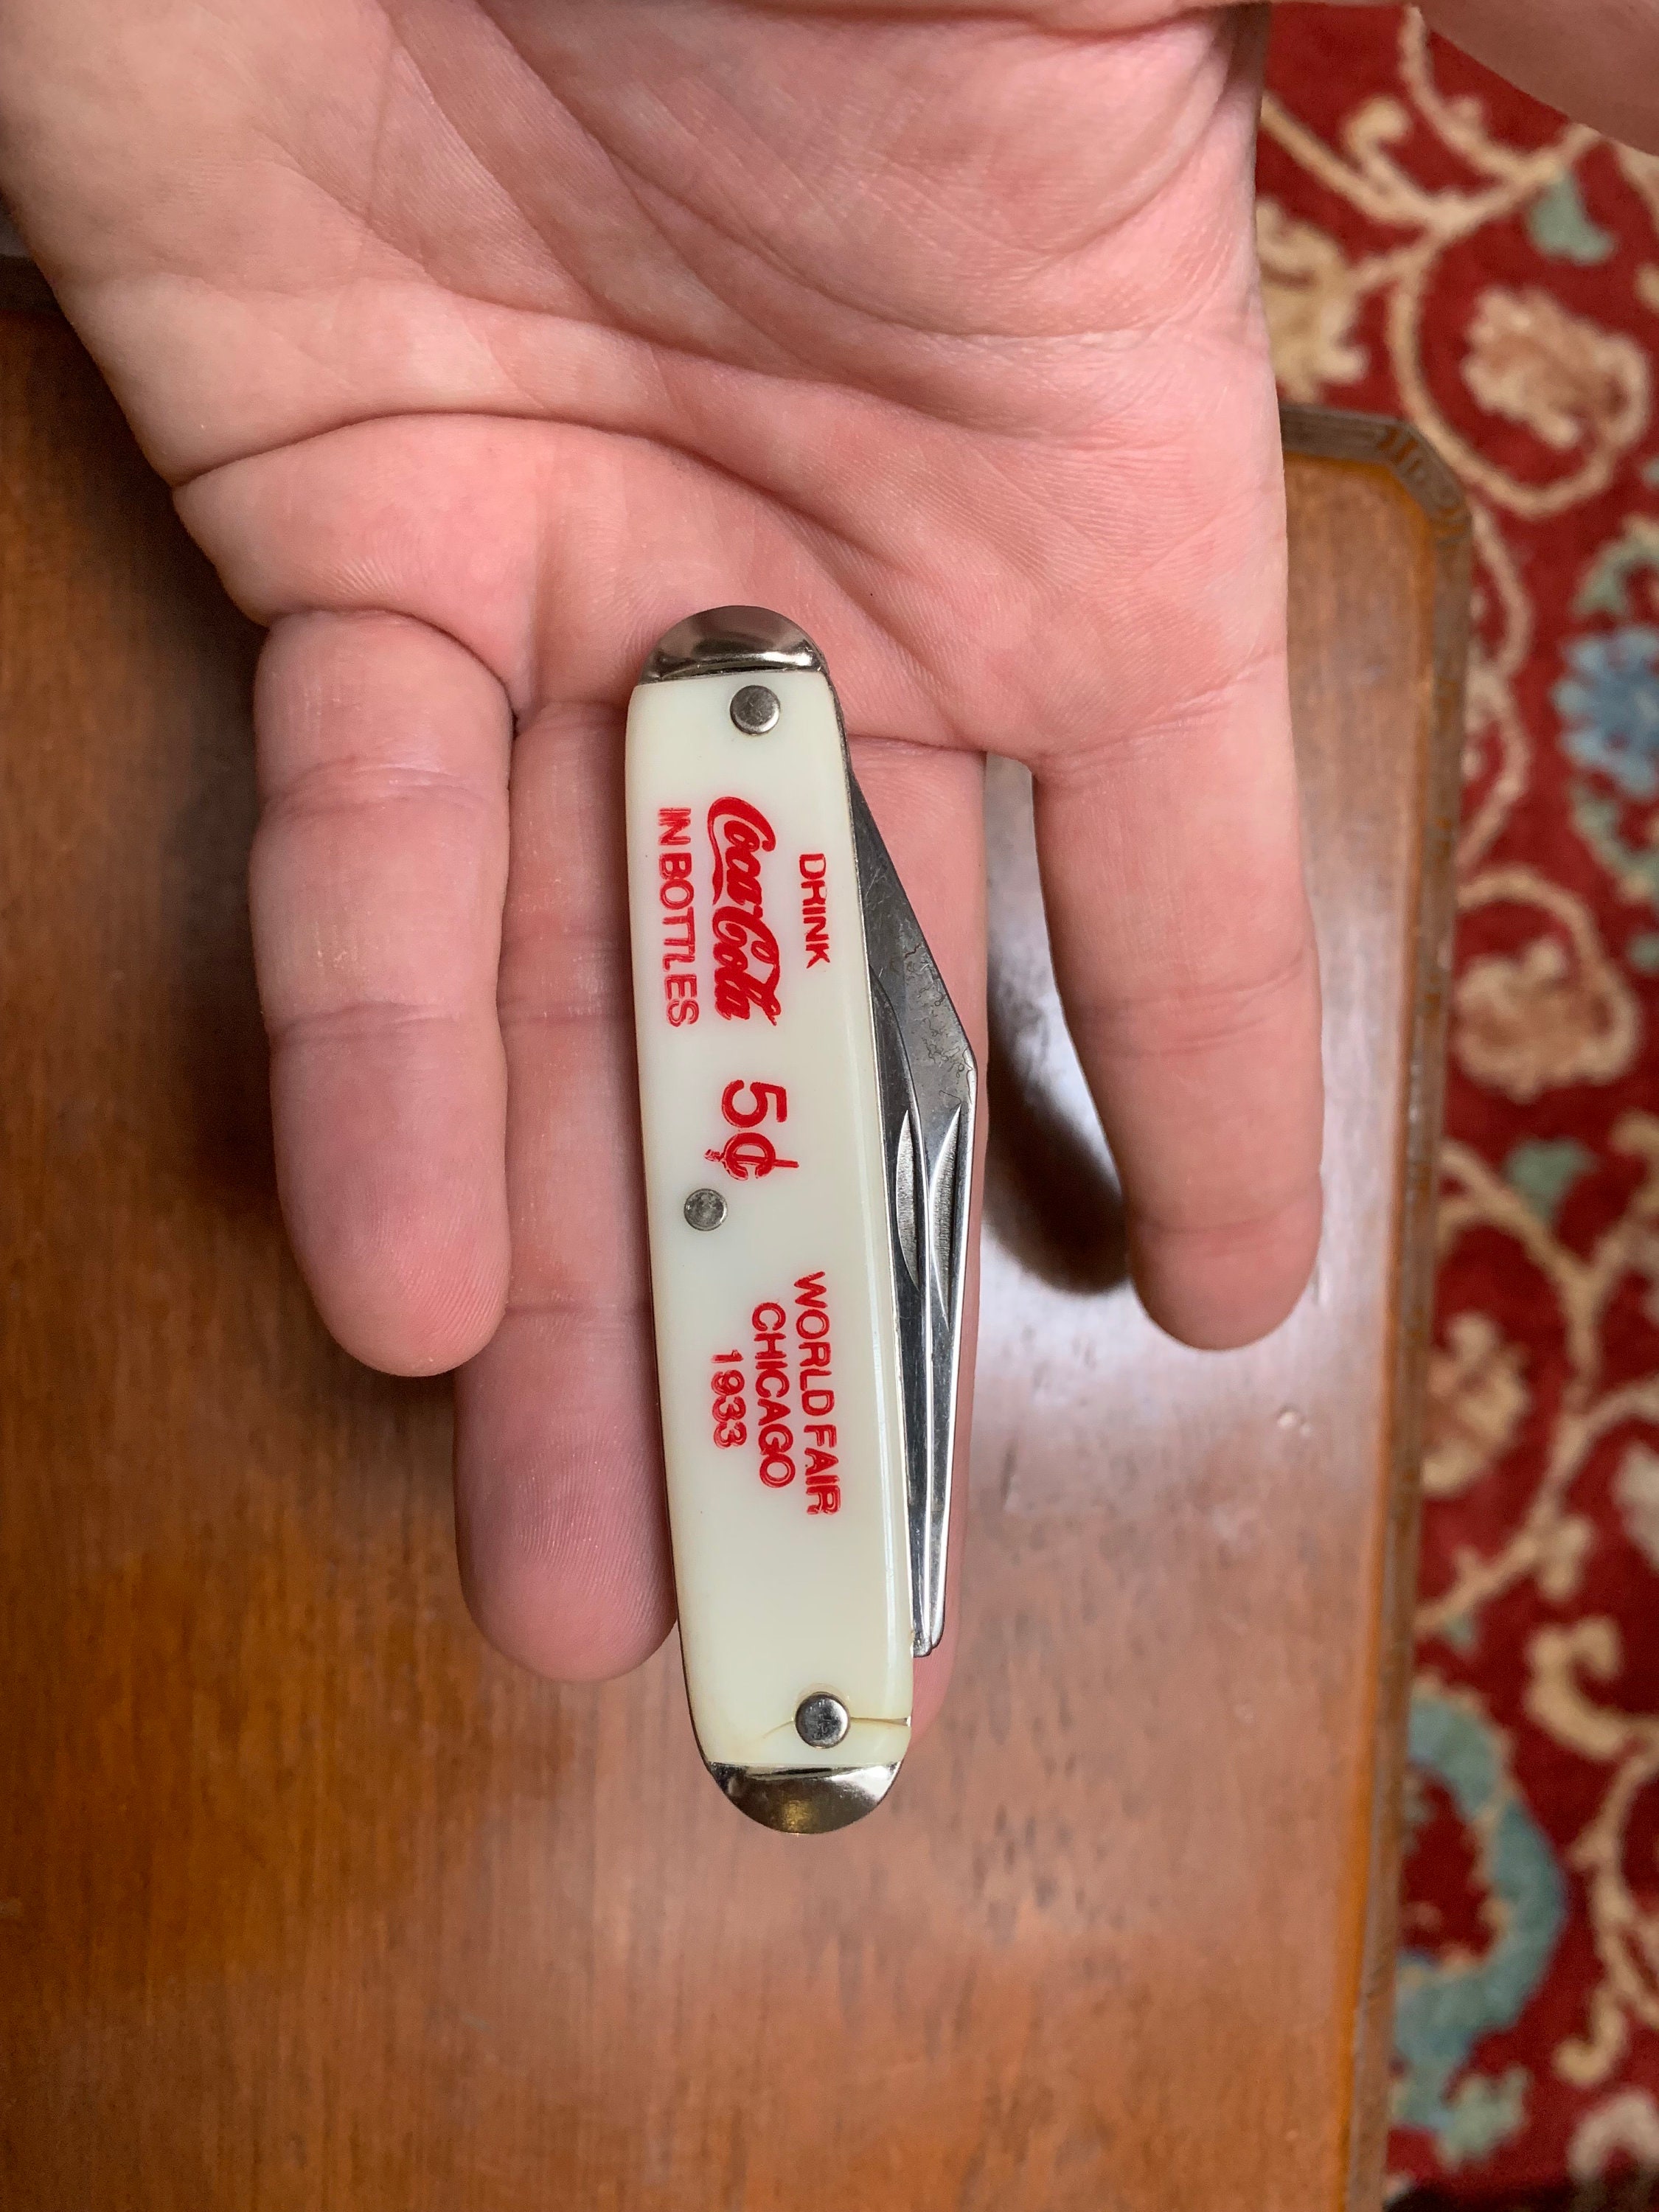 DRINK
Coca-Cola
IN BOTTLES
5¢
WORLD FAIR
CHICAGO
1933